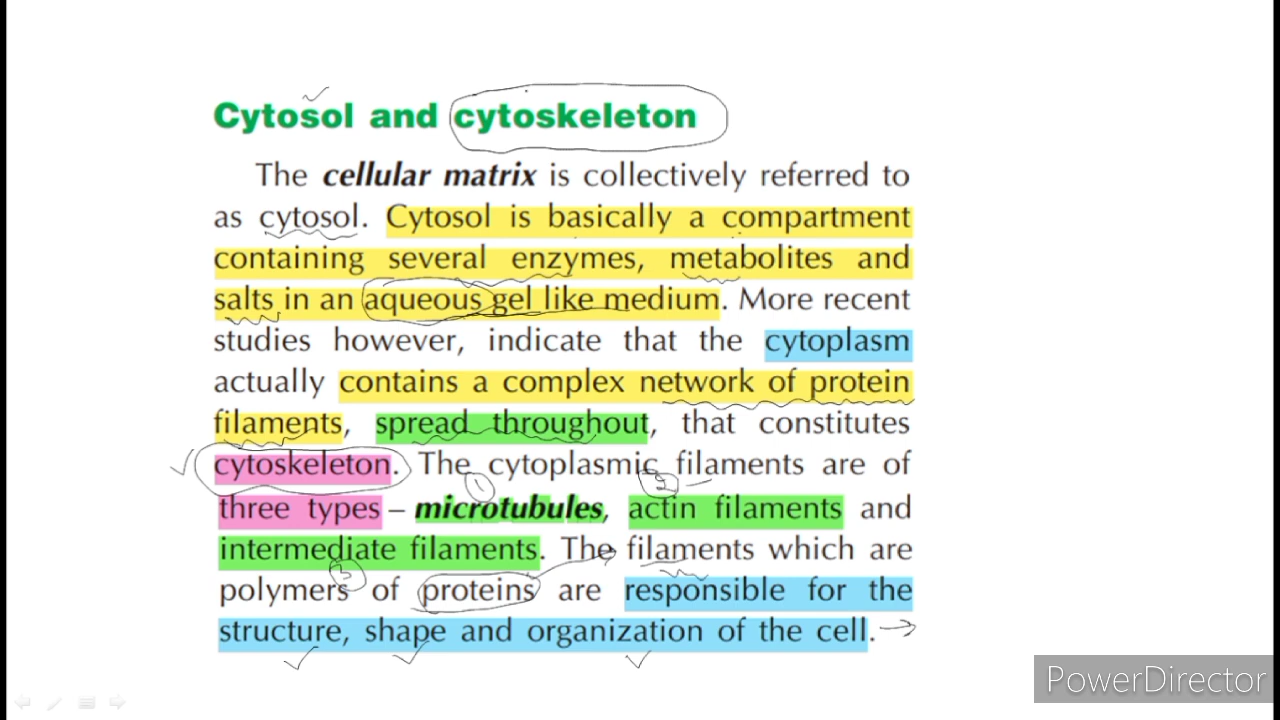 Cytosol and cytoskeleton
The cellular matrix is collectively referred to
as cytosol. Cytosol is basically a compartment
containing several enzymes, metabolites and
salts in an aqueous gel like medium. More recent
studies however, indicate that the cytoplasm
actually contains a complex network of protein
filaments, spread throughout, that constitutes
cytoskeleton. The cytoplasmic filaments are of
three types – microtubules, actin filaments and
intermediate filaments. The filaments which are
polymers of proteins are responsible for the
structure, shape and organization of the cell.
PowerDirector